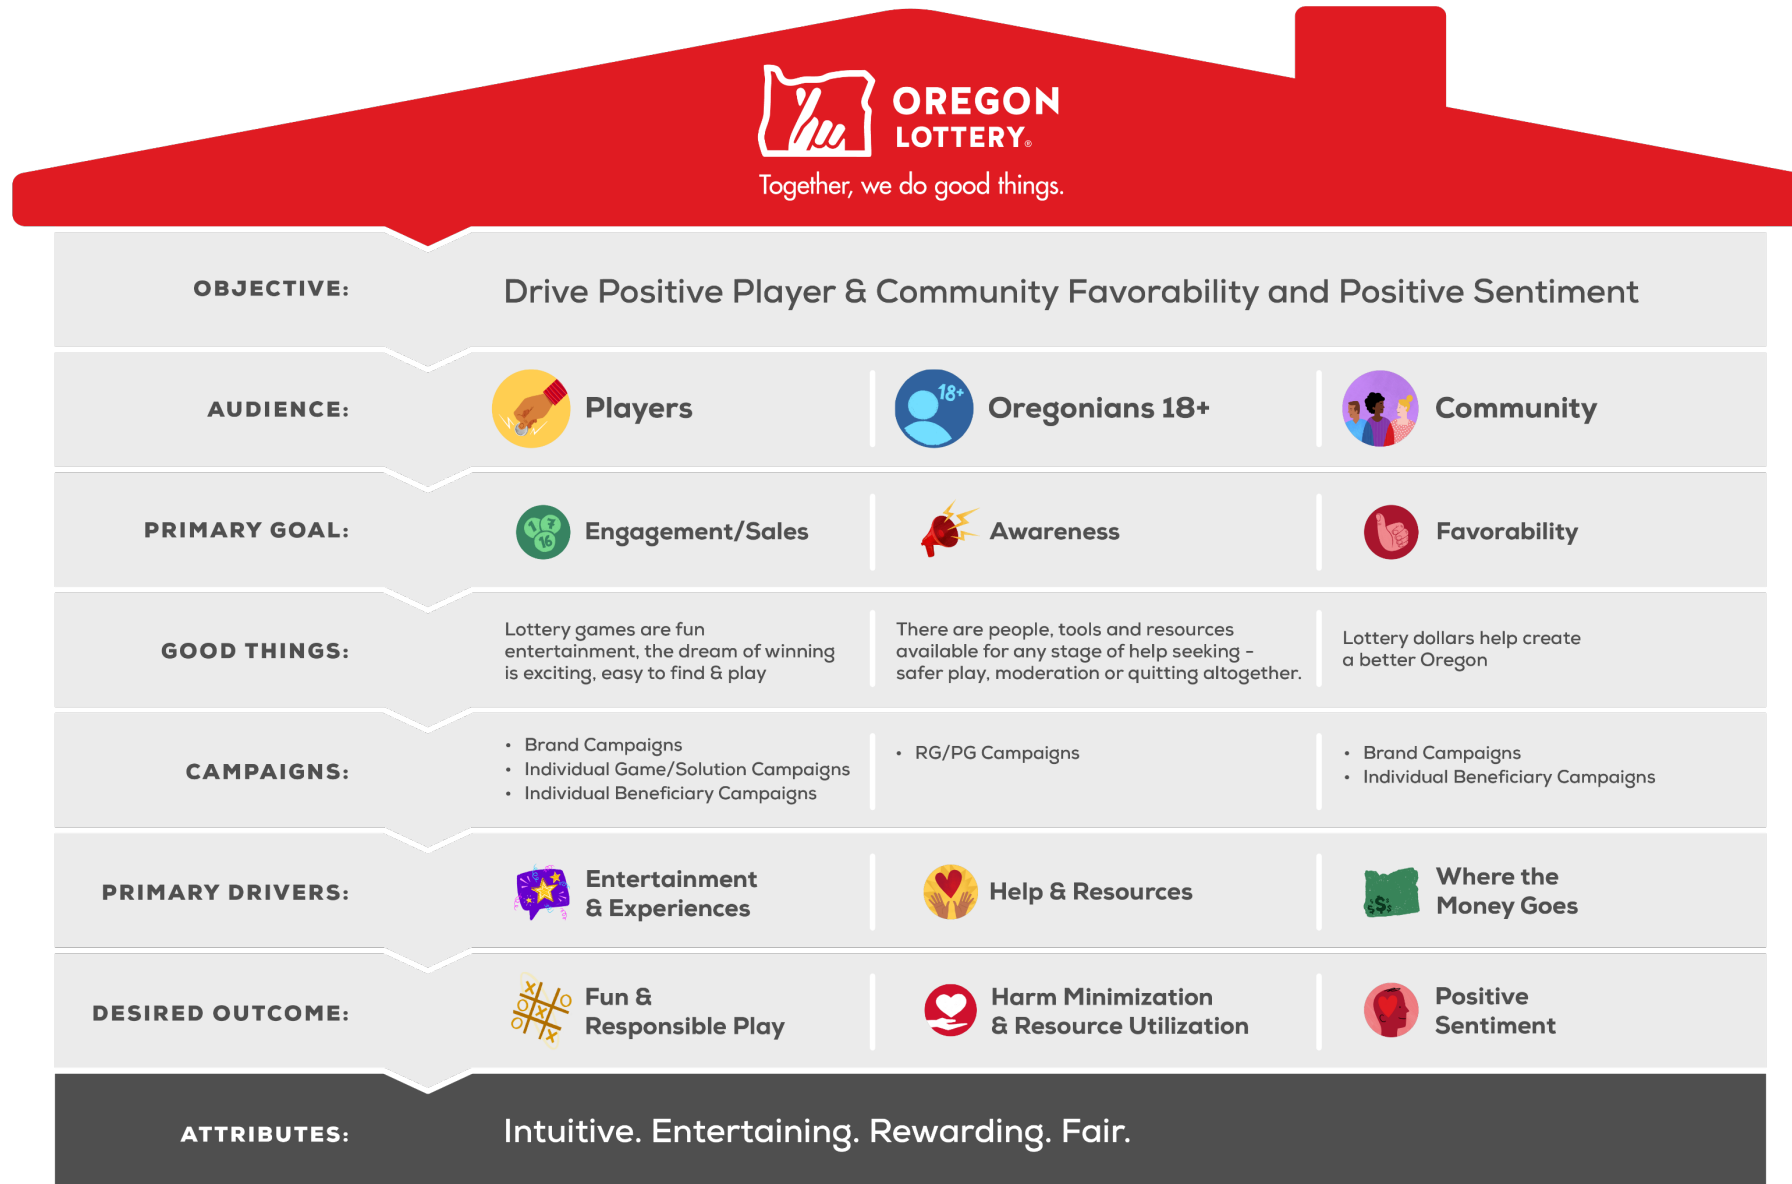 OREGON
LOTTERY®
Together, we do good things.
OBJECTIVE:
Drive Positive Player & Community Favorability and Positive Sentiment
AUDIENCE:
Players
18+
Oregonians 18+
Community
PRIMARY GOAL:
1 7
16
Engagement/Sales
Awareness
Favorability
GOOD THINGS:
Lottery games are fun
entertainment, the dream of winning
is exciting, easy to find & play
There are people, tools and resources
available for any stage of help seeking -
safer play, moderation or quitting altogether.
Lottery dollars help create
a better Oregon
CAMPAIGNS:
• Brand Campaigns
• Individual Game/Solution Campaigns
• Individual Beneficiary Campaigns
• RG/PG Campaigns
• Brand Campaigns
• Individual Beneficiary Campaigns
PRIMARY DRIVERS:
Entertainment
& Experiences
Help & Resources
$$$
Where the
Money Goes
DESIRED OUTCOME:
X
O X O
O X
Fun &
Responsible Play
Harm Minimization
& Resource Utilization
Positive
Sentiment
ATTRIBUTES:
Intuitive. Entertaining. Rewarding. Fair.